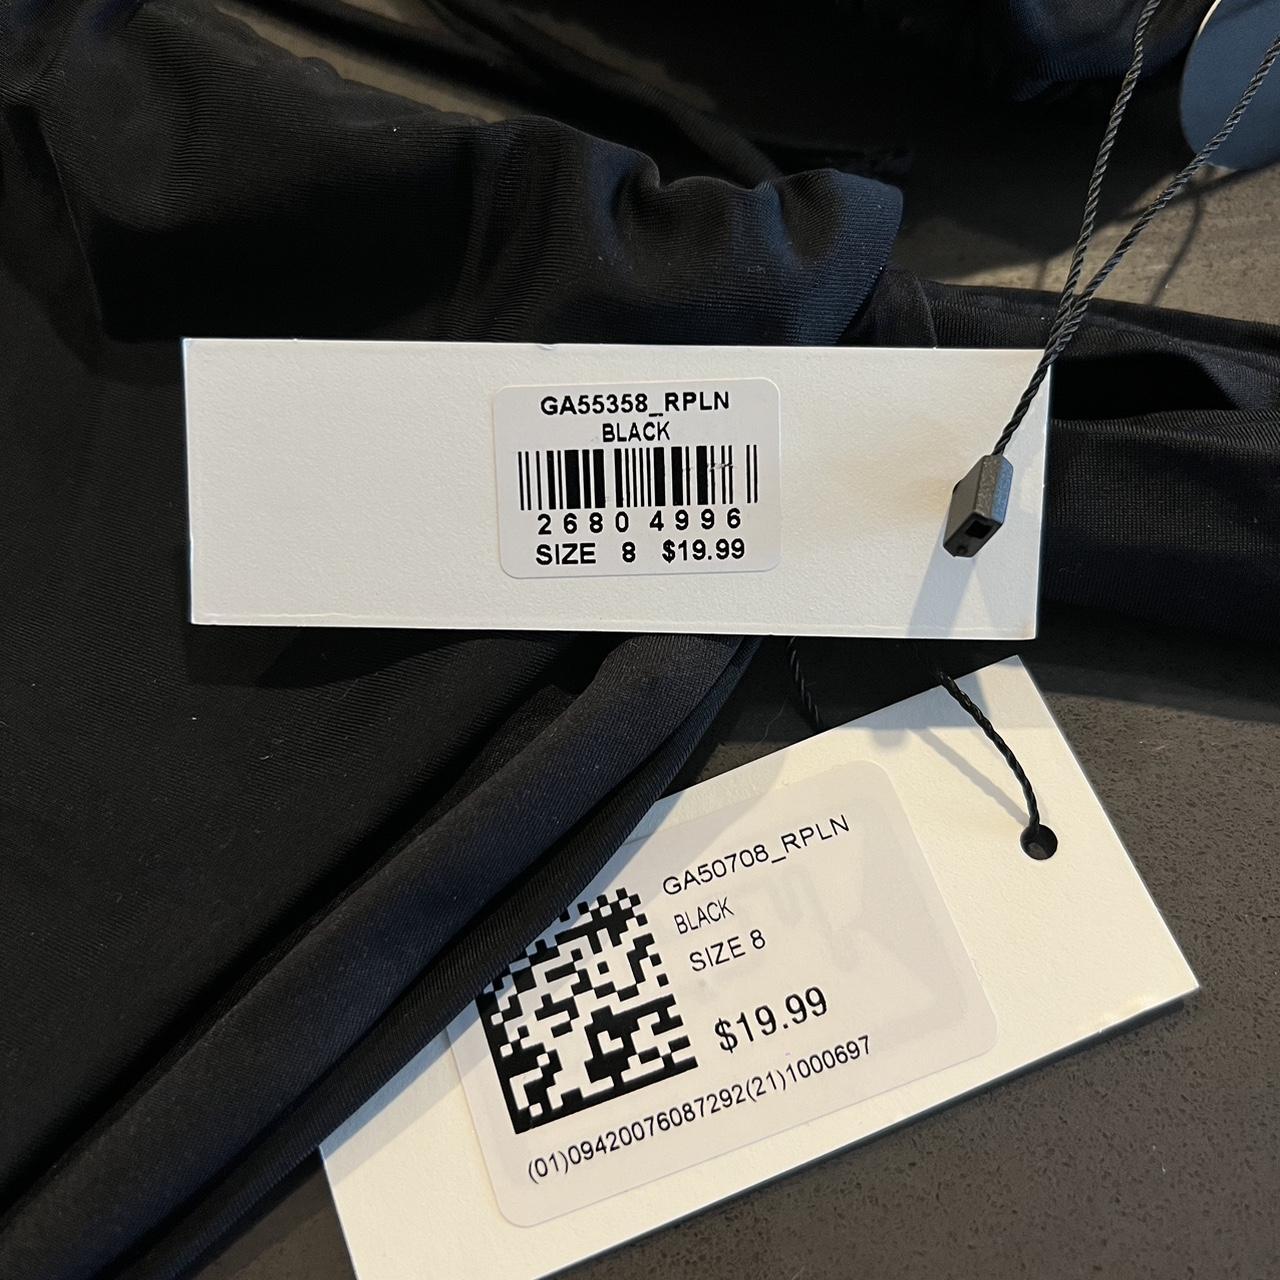 GA55358_RPLN
BLACK
2680 4996
SIZE 8 $19.99
GA50708_RPLN
BLACK
SIZE 8
$19.99
(01)09420076087292(21)1000697